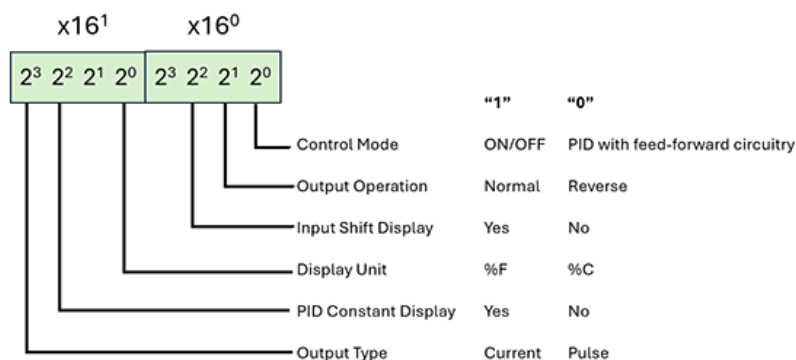 x16¹ x16⁰
2³ 2² 2¹ 2⁰ 2³ 2² 2¹ 2⁰
“1” “0”
Control Mode ON/OFF PID with feed-forward circuitry
Output Operation Normal Reverse
Input Shift Display Yes No
Display Unit %F %C
PID Constant Display Yes No
Output Type Current Pulse